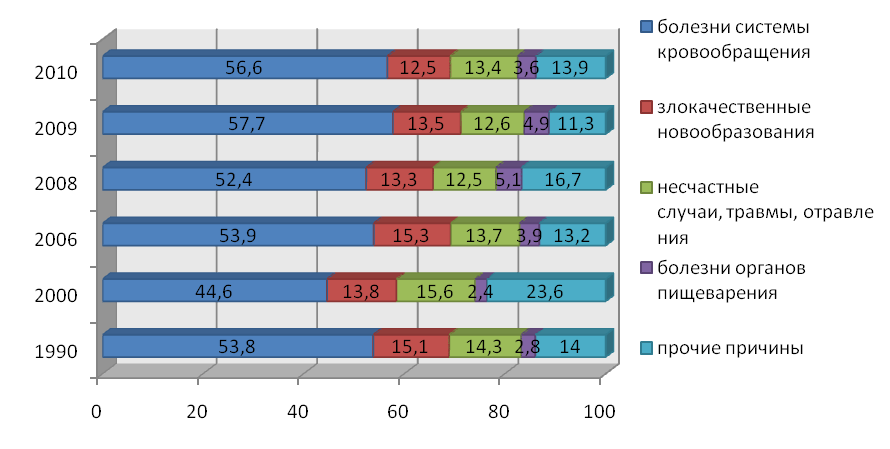 2010 56,6 12,5 13,4 3,6 13,9
2009 57,7 13,5 12,6 4,9 11,3
2008 52,4 13,3 12,5 5,1 16,7
2006 53,9 15,3 13,7 3,9 13,2
2000 44,6 13,8 15,6 2,4 23,6
1990 53,8 15,1 14,3 2,8 14
0 20 40 60 80 100
болезни системы
кровообращения
злокачественные
новообразования
несчастные
случаи, травмы, отравле
ния
болезни органов
пищеварения
прочие причины